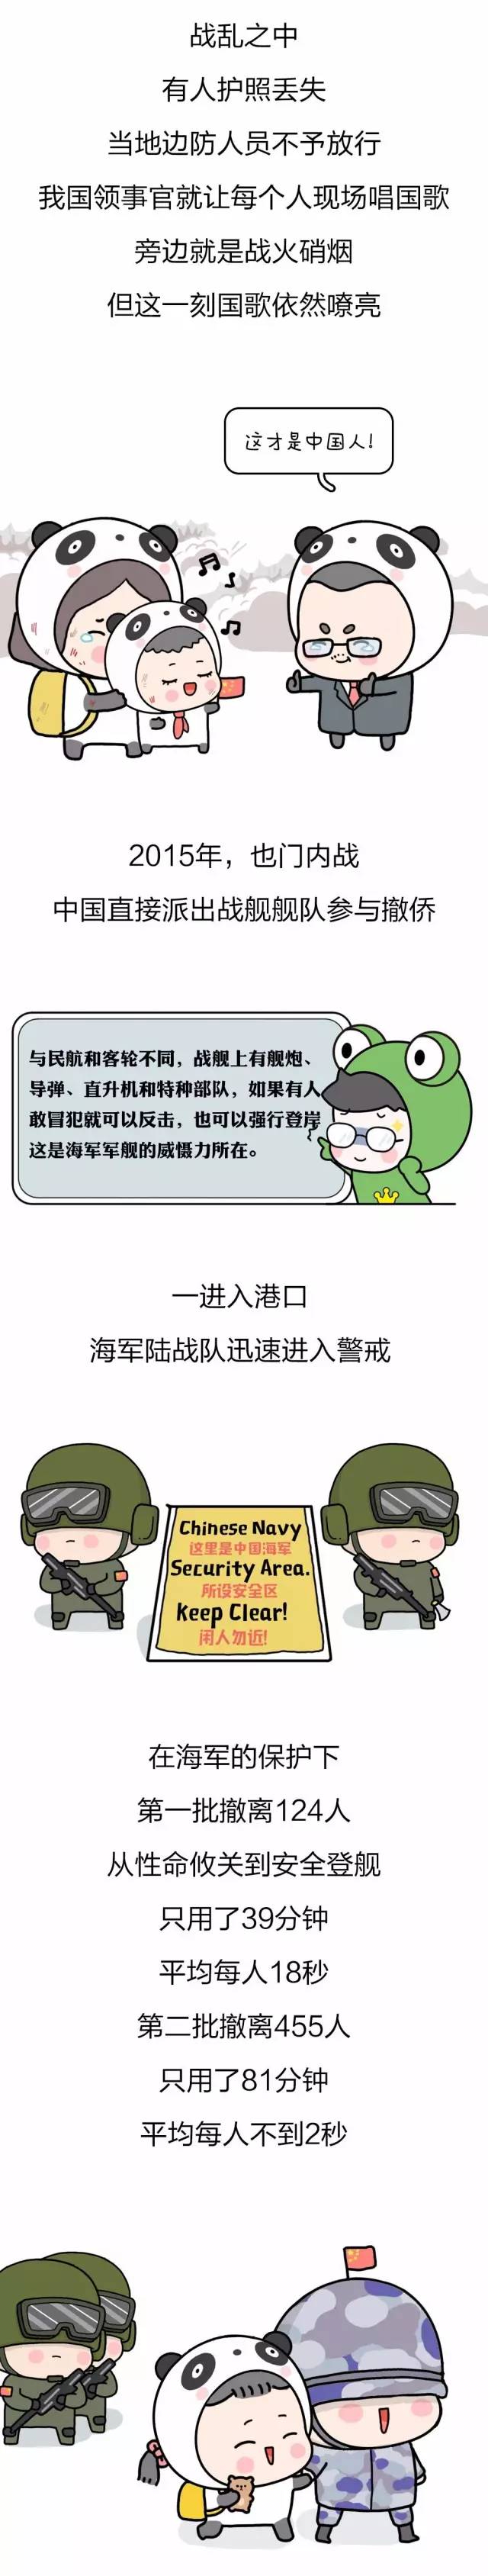 战乱之中
有人护照丢失
当地边防人员不予放行
我国领事官就让每个人现场唱国歌
旁边就是战火硝烟
但这一刻国歌依然嘹亮
这才是中国人!
2015年，也门内战
中国直接派出战舰舰队参与撤侨
与民航和客轮不同，战舰上有舰炮、
导弹、直升机和特种部队，如果有人
敢冒犯就可以反击，也可以强行登岸
这是海军军舰的威慑力所在。
一进入港口
海军陆战队迅速进入警戒
Chinese Navy
这里是中国海军
Security Area.
所设安全区
Keep Clear!
闲人勿近!
在海军的保护下
第一批撤离124人
从性命攸关到安全登舰
只用了39分钟
平均每人18秒
第二批撤离455人
只用了81分钟
平均每人不到2秒